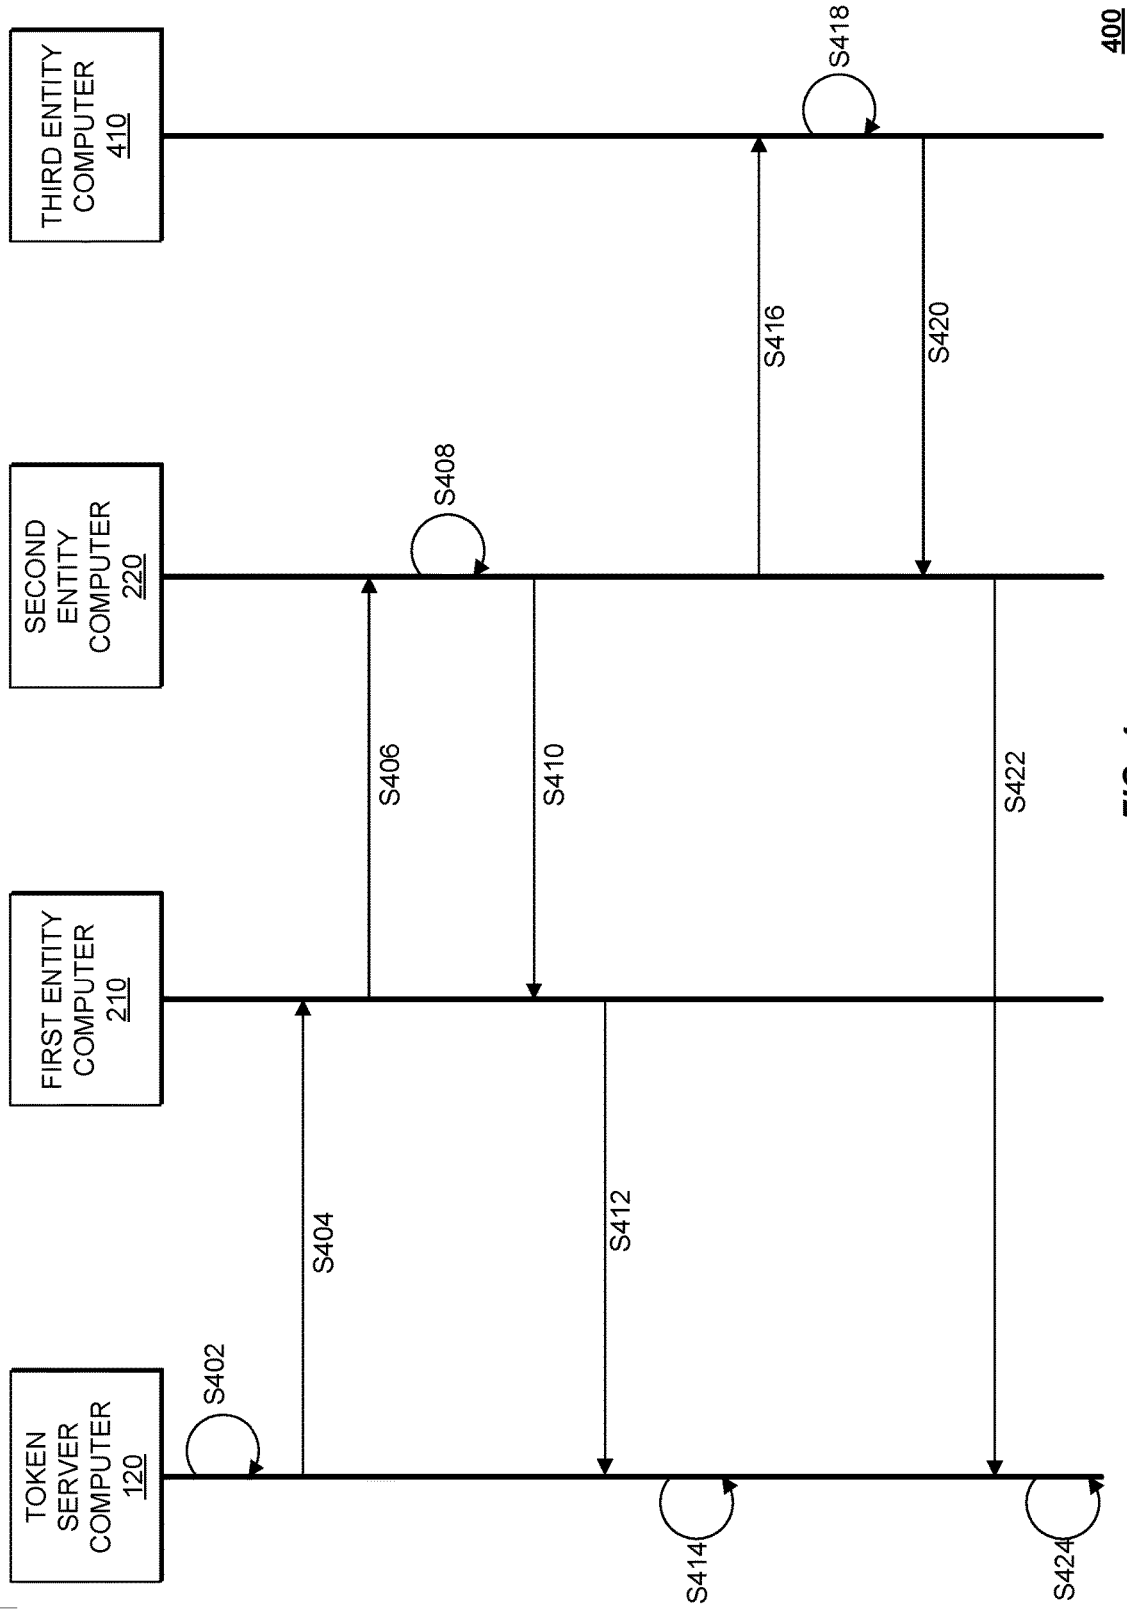 TOKEN
SERVER
COMPUTER
120
FIRST ENTITY
COMPUTER
210
SECOND
ENTITY
COMPUTER
220
THIRD ENTITY
COMPUTER
410
S402
S404
S406
S408
S410
S412
S414
S416
S418
S420
S422
S424
400